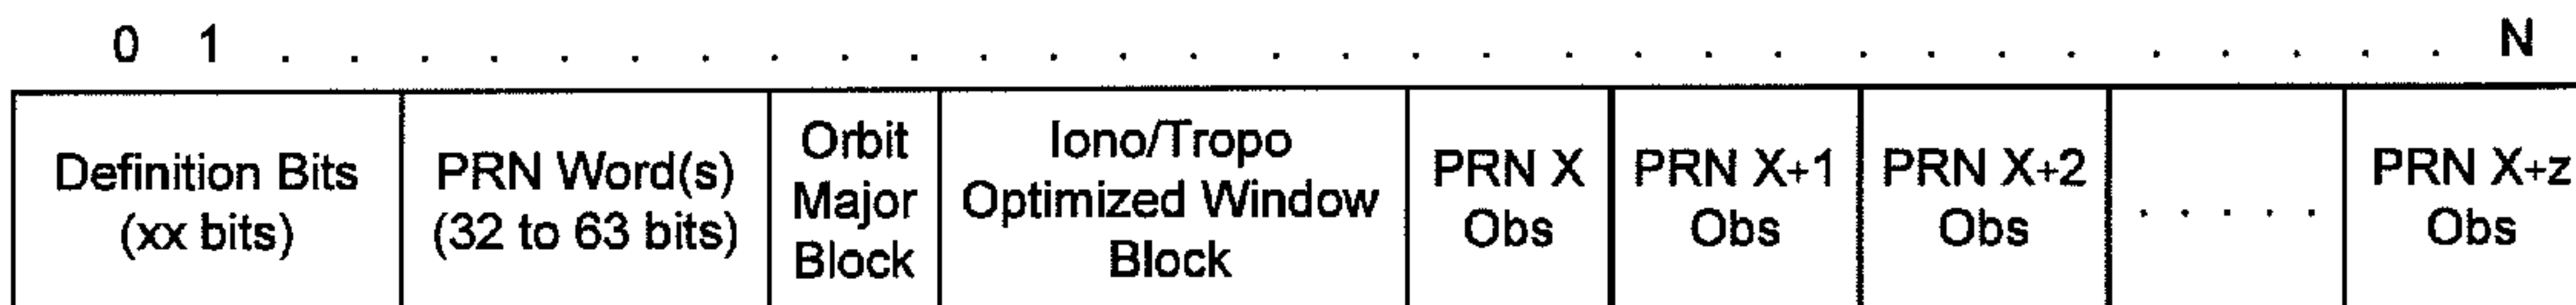 0 1 . . . . . . . . . . . . . . . . . . . . . . . . . . . . . . . N
Definition Bits
(xx bits)
PRN Word(s)
(32 to 63 bits)
Orbit
Major
Block
Iono/Tropo
Optimized Window
Block
PRN X
Obs
PRN X+1
Obs
PRN X+2
Obs
. . . . .
PRN X+z
Obs